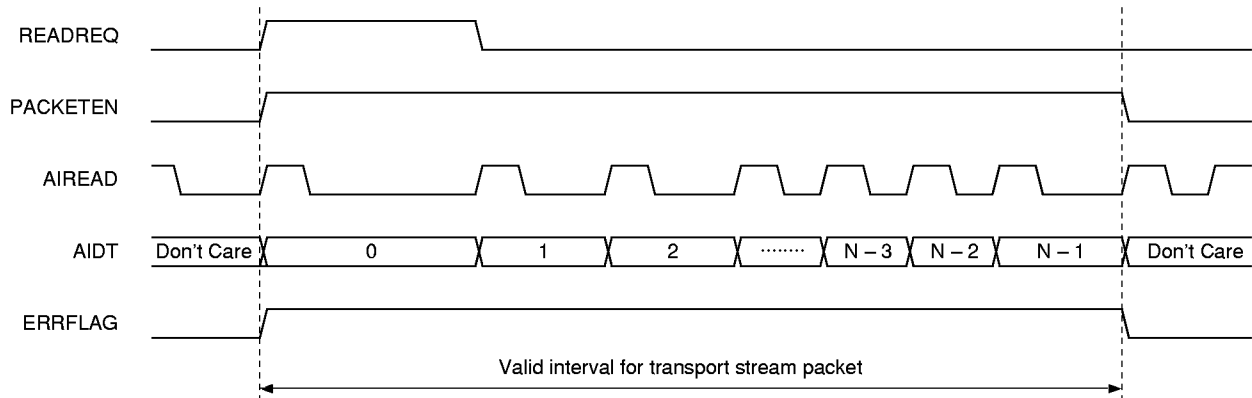 READREQ
PACKETEN
AIREAD
AIDT Don't Care 0 1 2 ········ N – 3 N – 2 N – 1 Don't Care
ERRFLAG
Valid interval for transport stream packet